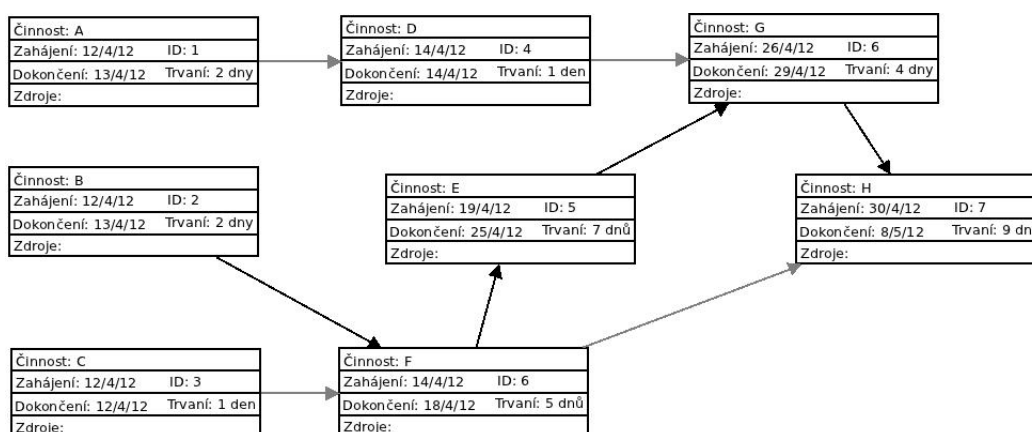 Činnost: A
Zahájení: 12/4/12 ID: 1
Dokončení: 13/4/12 Trvaní: 2 dny
Zdroje:
Činnost: D
Zahájení: 14/4/12 ID: 4
Dokončení: 14/4/12 Trvaní: 1 den
Zdroje:
Činnost: G
Zahájení: 26/4/12 ID: 6
Dokončení: 29/4/12 Trvaní: 4 dny
Zdroje:
Činnost: B
Zahájení: 12/4/12 ID: 2
Dokončení: 13/4/12 Trvaní: 2 dny
Zdroje:
Činnost: E
Zahájení: 19/4/12 ID: 5
Dokončení: 25/4/12 Trvaní: 7 dnů
Zdroje:
Činnost: H
Zahájení: 30/4/12 ID: 7
Dokončení: 8/5/12 Trvaní: 9 dn
Zdroje:
Činnost: C
Zahájení: 12/4/12 ID: 3
Dokončení: 12/4/12 Trvaní: 1 den
Zdroje:
Činnost: F
Zahájení: 14/4/12 ID: 6
Dokončení: 18/4/12 Trvaní: 5 dnů
Zdroje: